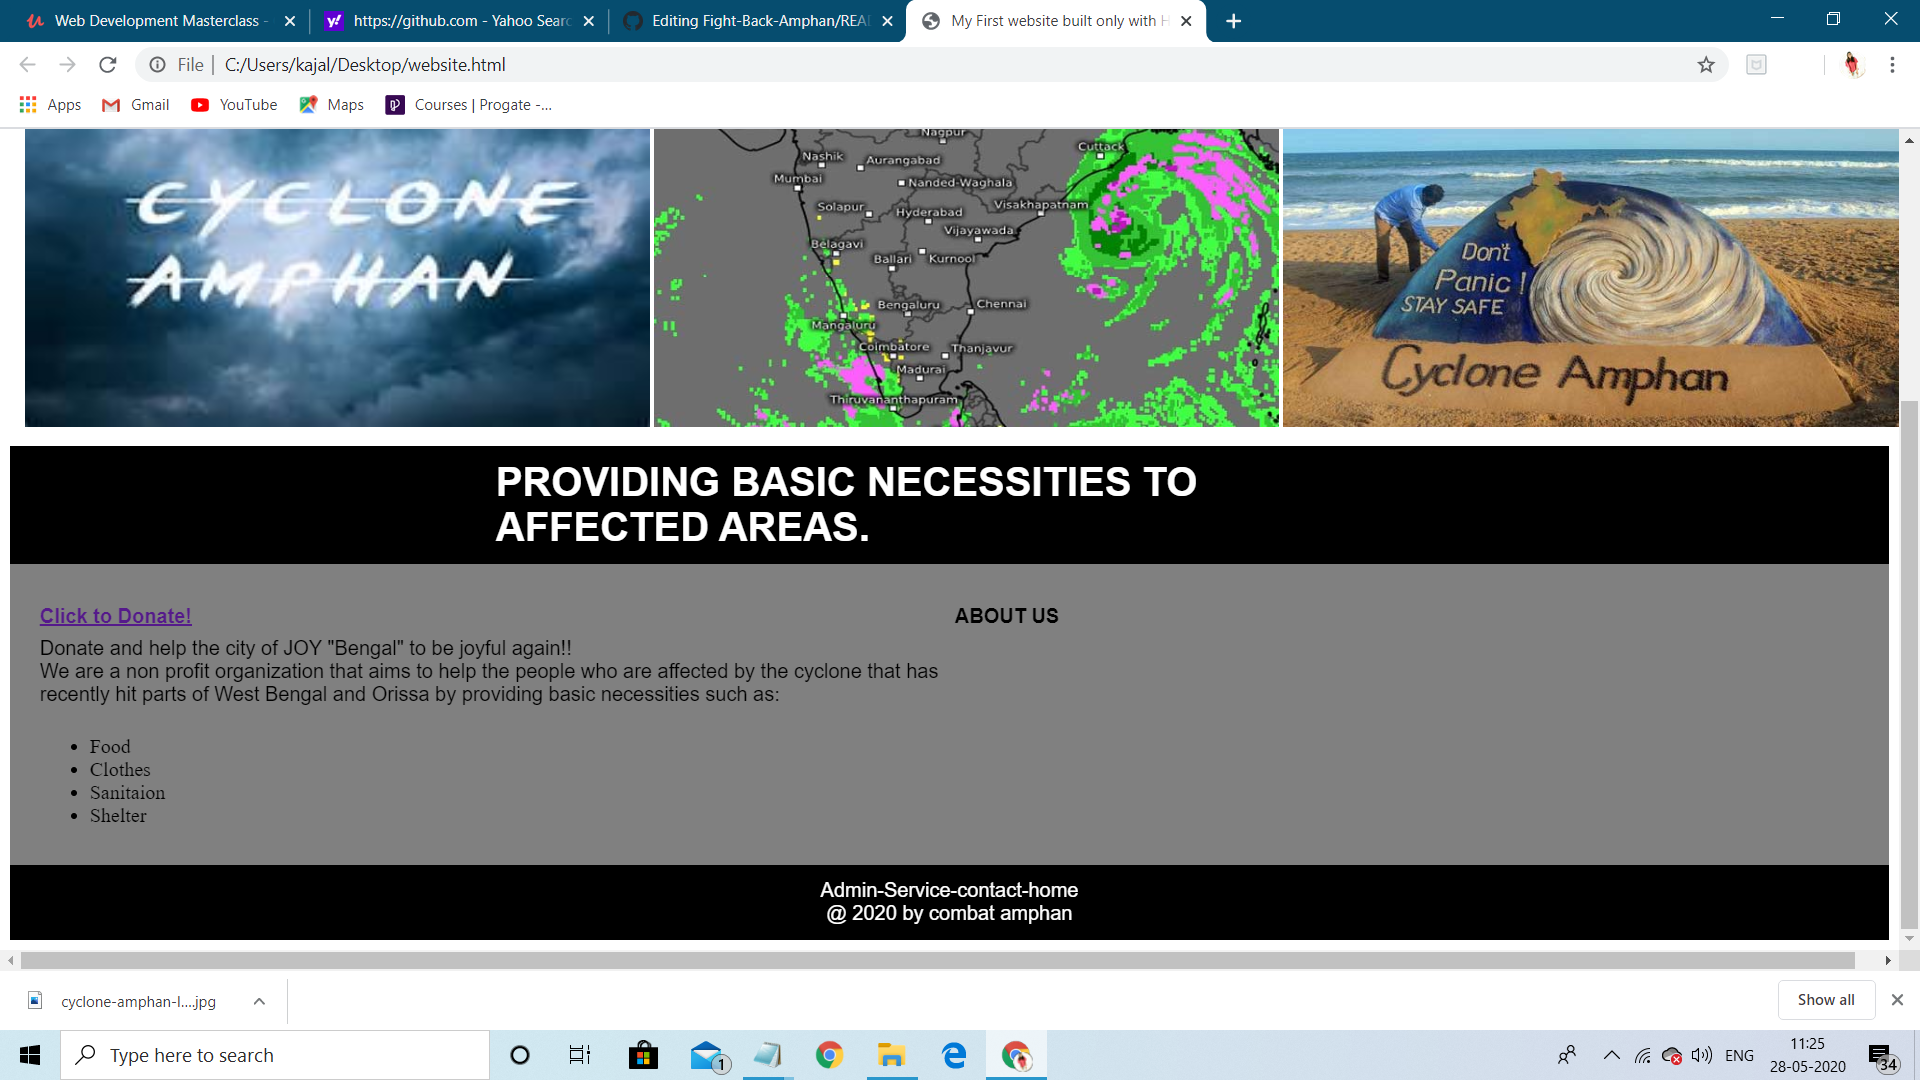 Web Development Masterclass -
https://github.com - Yahoo Searc
Editing Fight-Back-Amphan/REA
My First website built only with H
File
C:/Users/kajal/Desktop/website.html
Apps
Gmail
YouTube
Maps
Courses | Progate -...
CYCLONE
AMPHAN
Nagpur
Nashik
Aurangabad
Cuttack
Mumbai
Nanded-Waghala
Solapur
Hyderabad
Visakhapatnam
Vijayawada
Belagavi
Ballari
Kurnool
Bengaluru
Chennai
Mangaluru
Coimbatore
Thanjavur
Madurai
Thiruvananthapuram
Don't
Panic !
STAY SAFE
Cyclone Amphan
PROVIDING BASIC NECESSITIES TO
AFFECTED AREAS.
Click to Donate!
Donate and help the city of JOY "Bengal" to be joyful again!!
We are a non profit organization that aims to help the people who are affected by the cyclone that has
recently hit parts of West Bengal and Orissa by providing basic necessities such as:
Food
Clothes
Sanitaion
Shelter
ABOUT US
Admin-Service-contact-home
@ 2020 by combat amphan
cyclone-amphan-l....jpg
Show all
Type here to search
1
ENG
11:25
28-05-2020
34